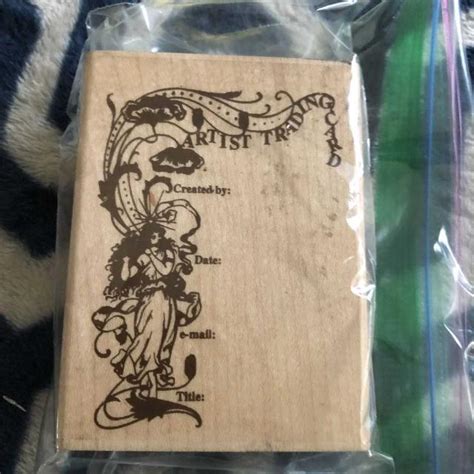 ARTIST TRADING CARD
Created by:
Date:
e-mail:
Title: